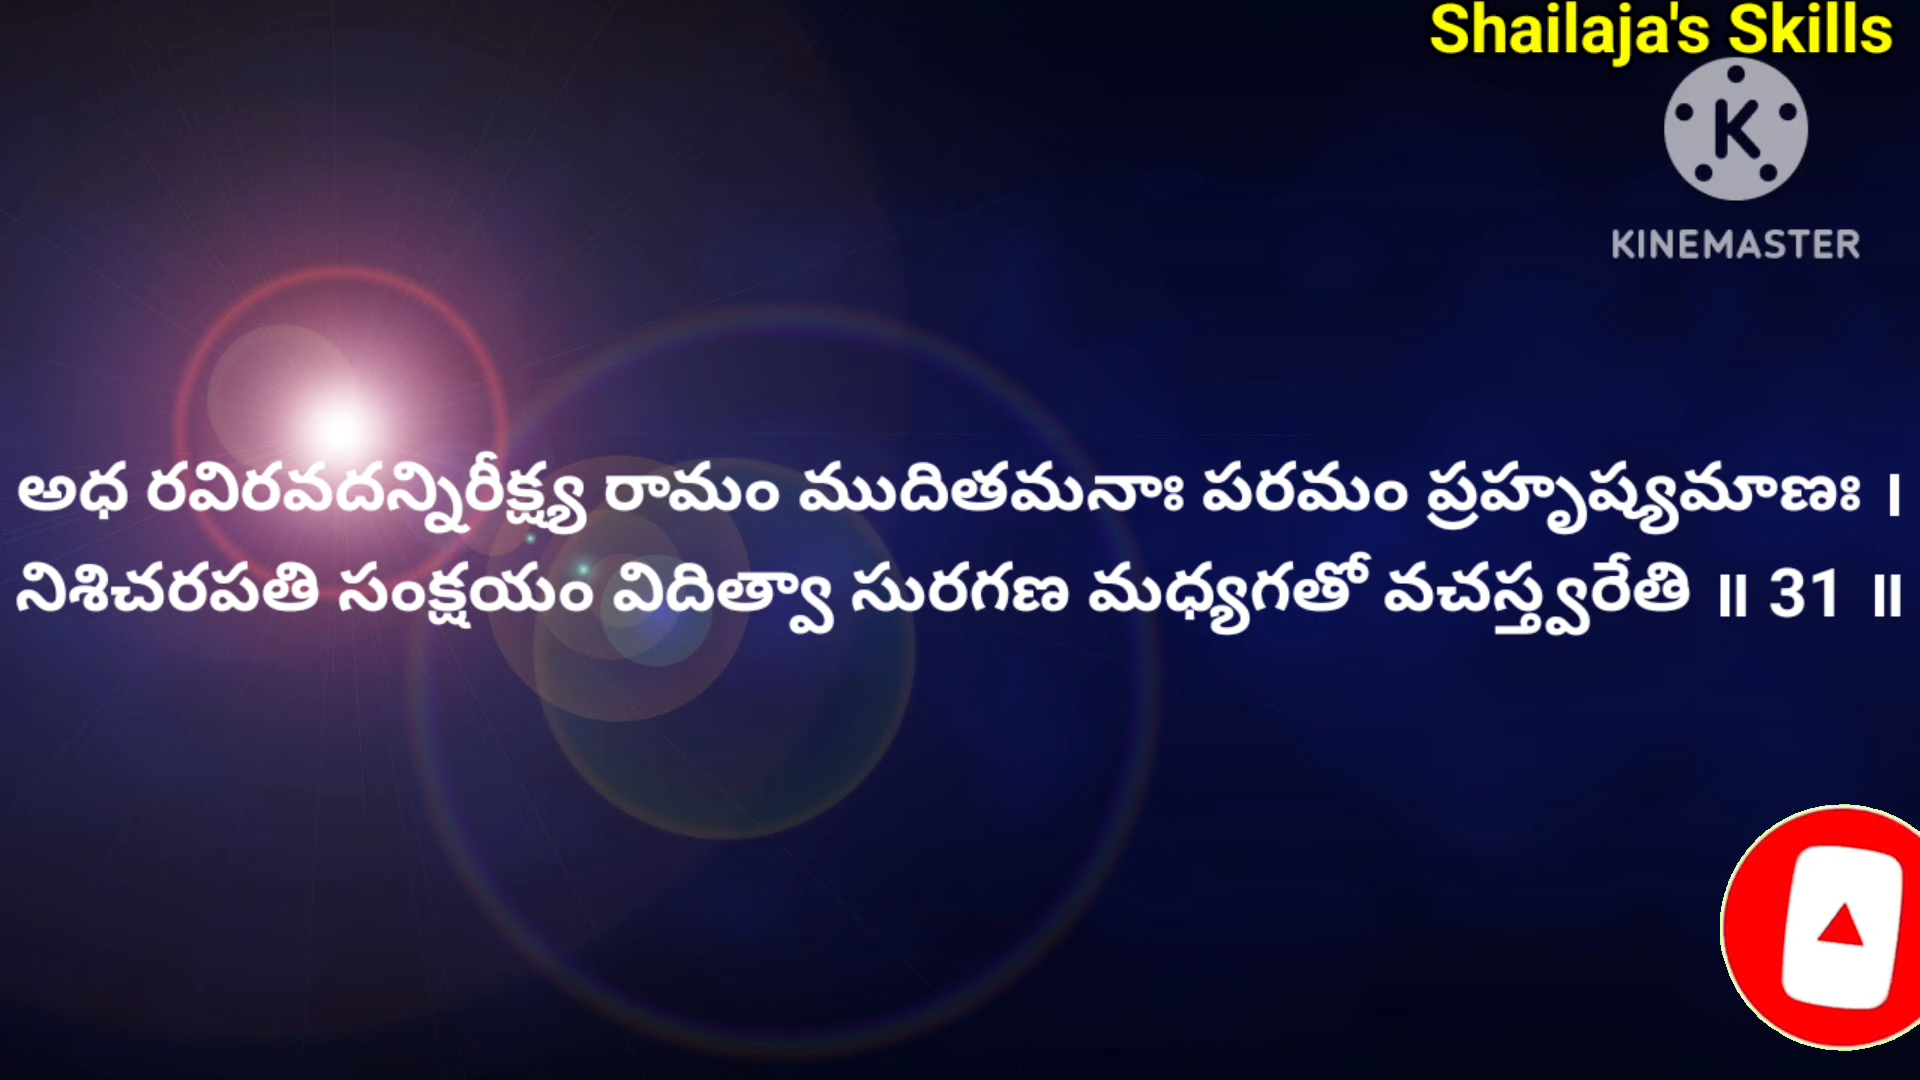 Shailaja's Skills
KINEMASTER
అధ రవిరవదన్నిరీక్ష్య రామం ముదితమనాః పరమం ప్రహృష్యమాణః ।
నిశిచరపతి సంక్షయం విదిత్వా సురగణ మధ్యగతో వచస్త్వరేతి ॥ 31 ॥